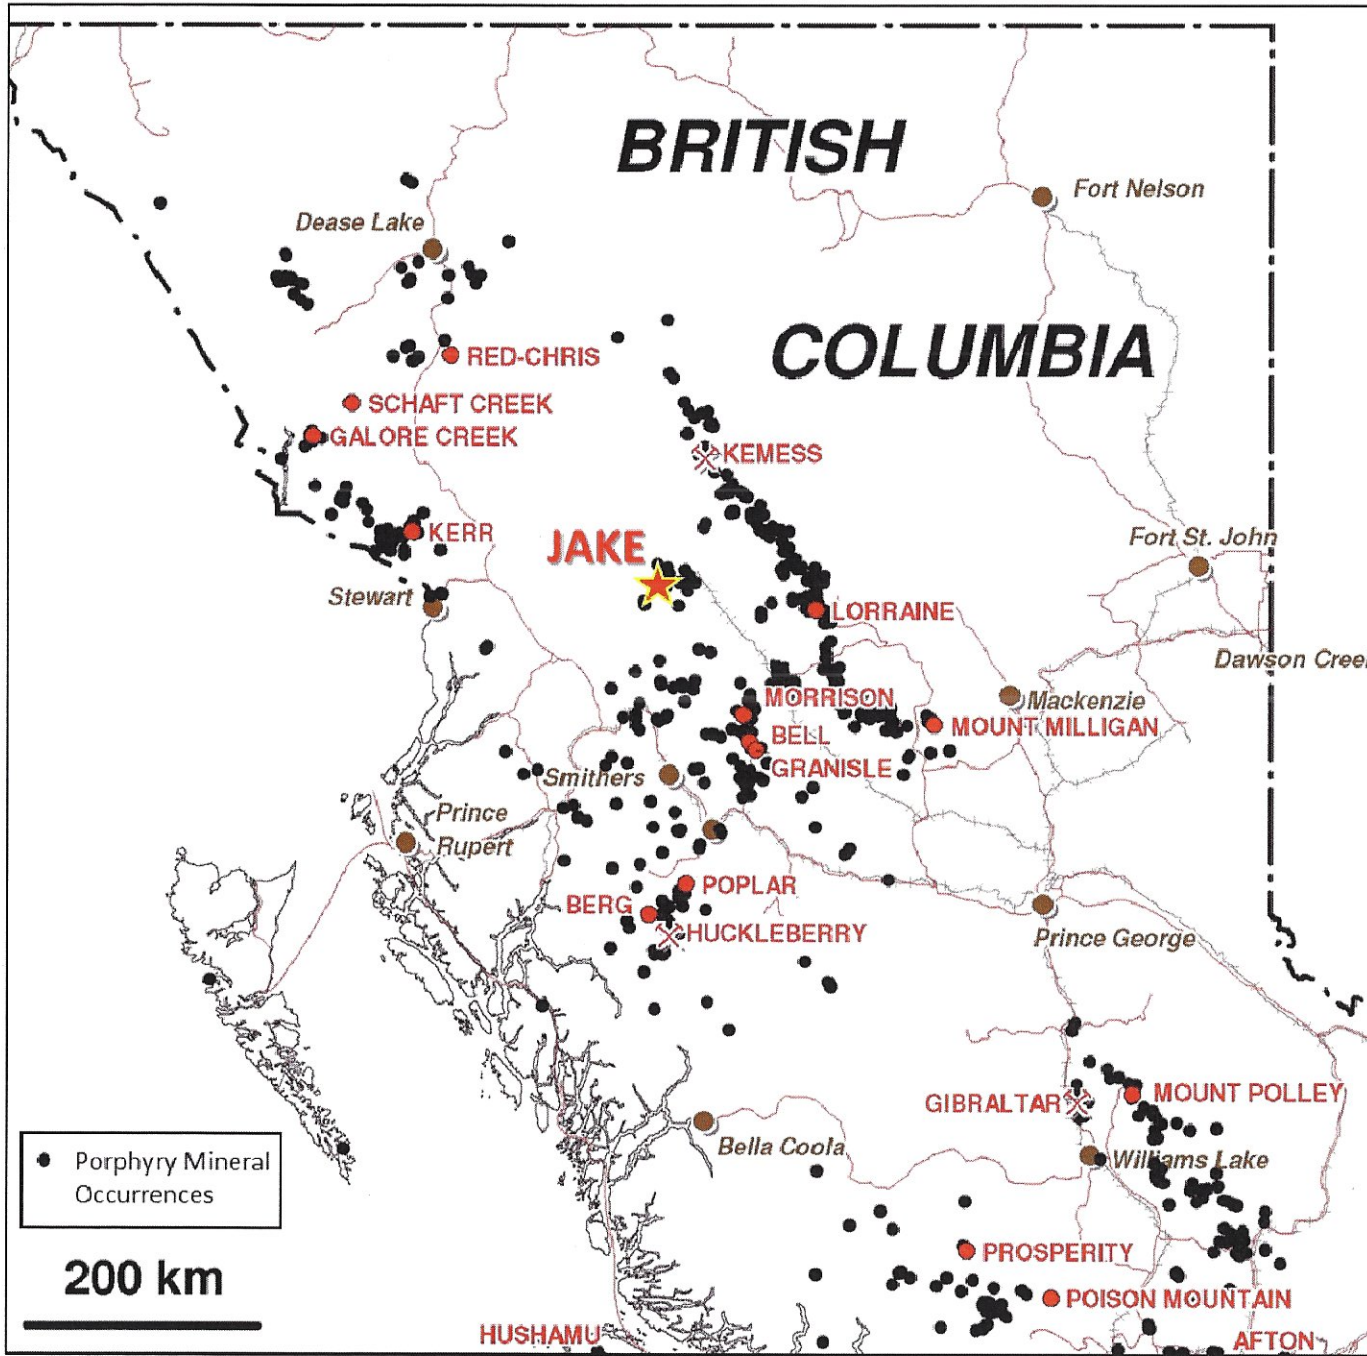 BRITISH
Fort Nelson
Dease Lake
COLUMBIA
RED-CHRIS
SCHAFT CREEK
GALORE CREEK
KEMESS
KERR
JAKE
Fort St. John
Stewart
LORRAINE
Dawson Creek
MORRISON
Mackenzie
MOUNT MILLIGAN
BELL
GRANISLE
Smithers
Prince
Rupert
POPLAR
BERG
HUCKLEBERRY
Prince George
GIBRALTAR
MOUNT POLLEY
Bella Coola
Williams Lake
Porphyry Mineral
Occurrences
PROSPERITY
200 km
POISON MOUNTAIN
HUSHAMU
AFTON